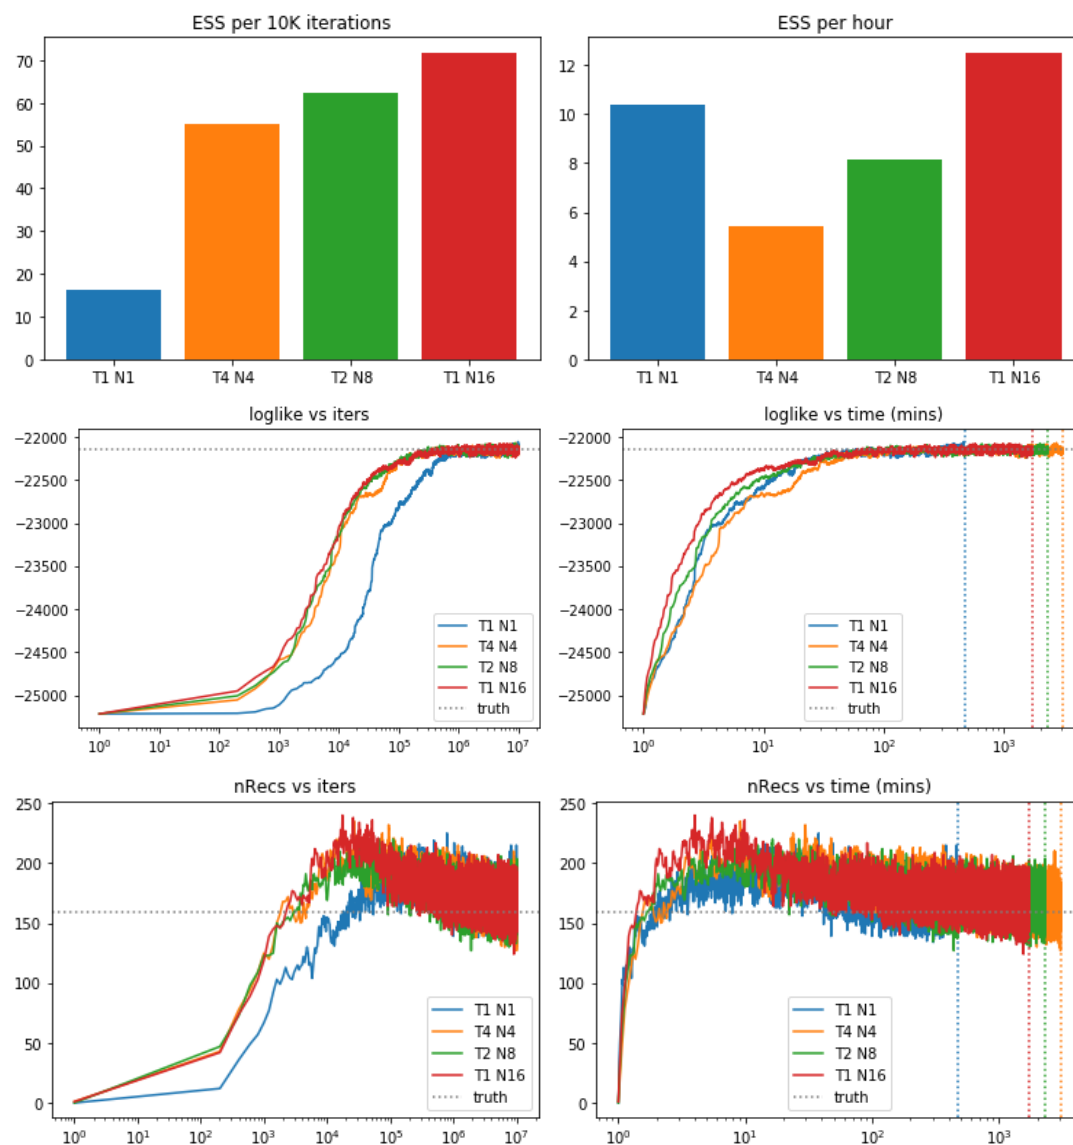 ESS per 10K iterations
70
60
50
40
30
20
10
0
T1 N1 T4 N4 T2 N8 T1 N16
ESS per hour
12
10
8
6
4
2
0
T1 N1 T4 N4 T2 N8 T1 N16
loglike vs iters
−22000
−22500
−23000
−23500
−24000
−24500
−25000
T1 N1
T4 N4
T2 N8
T1 N16
truth
10⁰ 10¹ 10² 10³ 10⁴ 10⁵ 10⁶ 10⁷
loglike vs time (mins)
−22000
−22500
−23000
−23500
−24000
−24500
−25000
T1 N1
T4 N4
T2 N8
T1 N16
truth
10⁰ 10¹ 10² 10³
nRecs vs iters
250
200
150
100
50
0
T1 N1
T4 N4
T2 N8
T1 N16
truth
10⁰ 10¹ 10² 10³ 10⁴ 10⁵ 10⁶ 10⁷
nRecs vs time (mins)
250
200
150
100
50
0
T1 N1
T4 N4
T2 N8
T1 N16
truth
10⁰ 10¹ 10² 10³